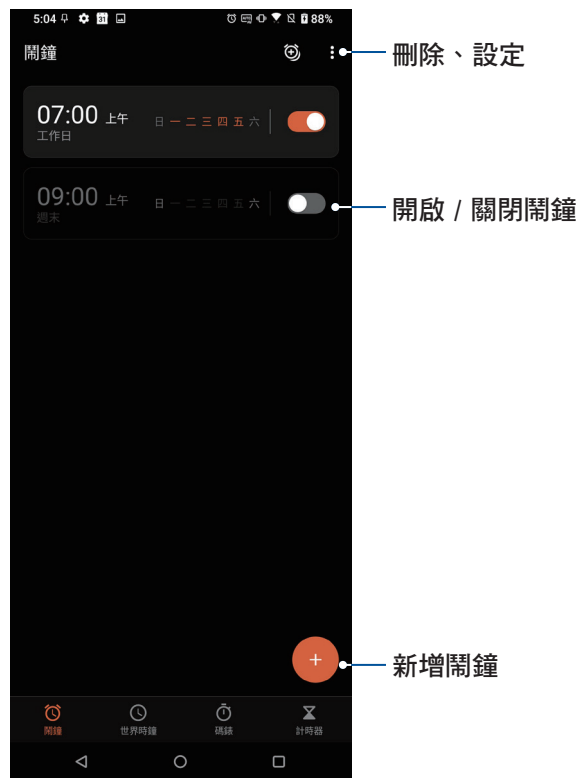 5:04 31 88%
鬧鐘
刪除、設定
07:00 上午 日 一 二 三 四 五 六
工作日
09:00 上午 日 一 二 三 四 五 六
週末
開啟 / 關閉鬧鐘
+
新增鬧鐘
鬧鐘 世界時鐘 碼錶 計時器